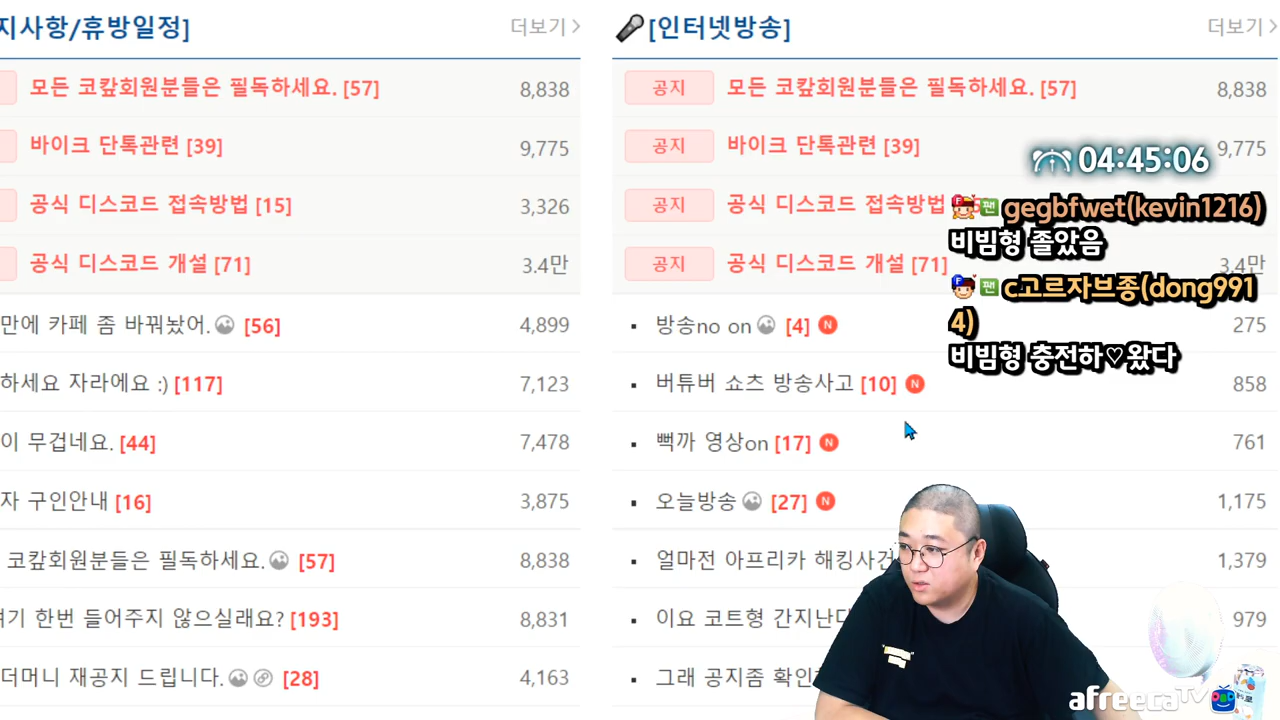 지사항/휴방일정]
더보기
모든 코캎회원분들은 필독하세요. [57]
8,838
바이크 단톡관련 [39]
9,775
공식 디스코드 접속방법 [15]
3,326
공식 디스코드 개설 [71]
3.4만
만에 카페 좀 바꿔놨어. [56]
4,899
하세요 자라에요 :) [117]
7,123
이 무겁네요. [44]
7,478
자 구인안내 [16]
3,875
코캎회원분들은 필독하세요. [57]
8,838
한번 들어주지 않으실래요? [193]
8,831
더머니 재공지 드립니다. [28]
4,163
[인터넷방송]
더보기
공지 모든 코캎회원분들은 필독하세요. [57]
8,838
공지 바이크 단톡관련 [39]
9,775
공지 공식 디스코드 접속방법
공지 공식 디스코드 개설 [71]
3.4만
방송no on [4] N
275
버튜버 쇼츠 방송사고 [10] N
858
뻑까 영상on [17] N
761
오늘방송 [27] N
1,175
얼마전 아프리카 해킹사건
1,379
이요 코트형 간지난다
979
그래 공지좀 확인
04:45:06
F 팬 gegbfwet(kevin1216)
비빔형 졸았음
F 팬 c고르자브종(dong991
4)
비빔형 충전하♡왔다
afreecaTV